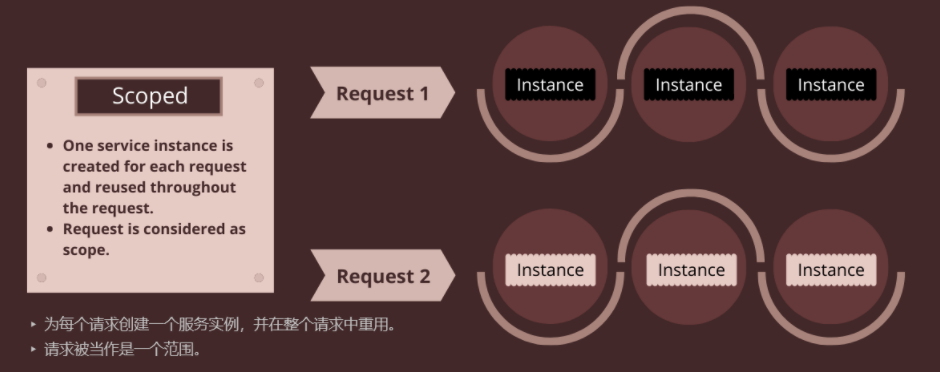 Scoped
• One service instance is
created for each request
and reused throughout
the request.
• Request is considered as
scope.
Request 1
Instance
Instance
Instance
Request 2
Instance
Instance
Instance
‣ 为每个请求创建一个服务实例，并在整个请求中重用。
‣ 请求被当作是一个范围。